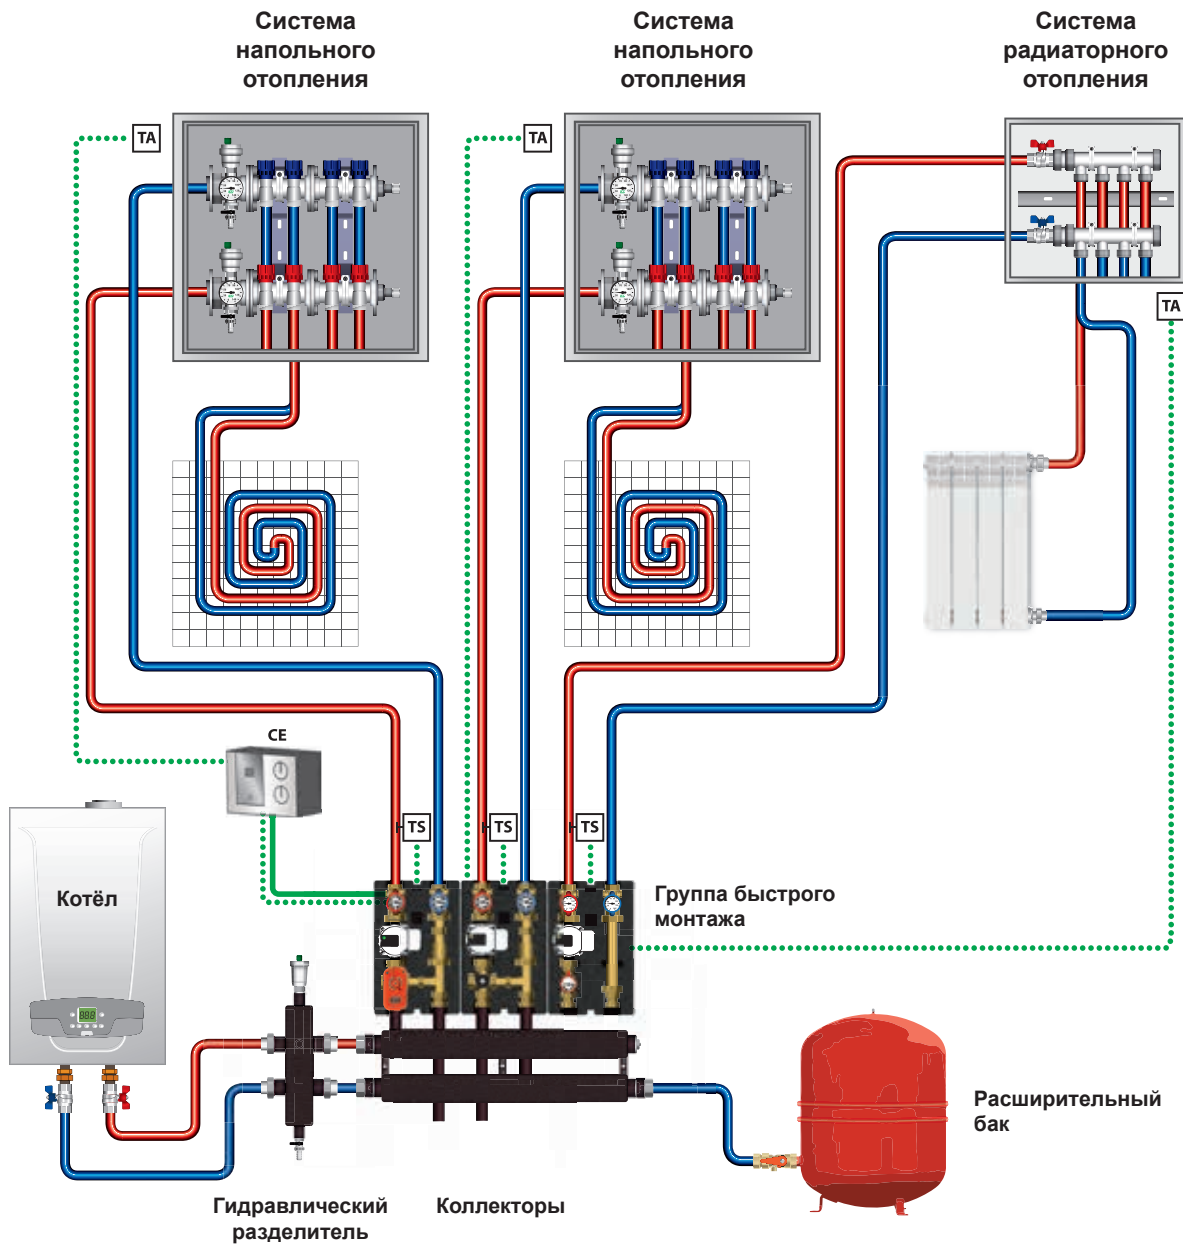 Система
напольного
отопления
Система
напольного
отопления
Система
радиаторного
отопления
TA
TA
TA
CE
TS
TS
TS
Котёл
Группа быстрого
монтажа
Расширительный
бак
Гидравлический
разделитель
Коллекторы